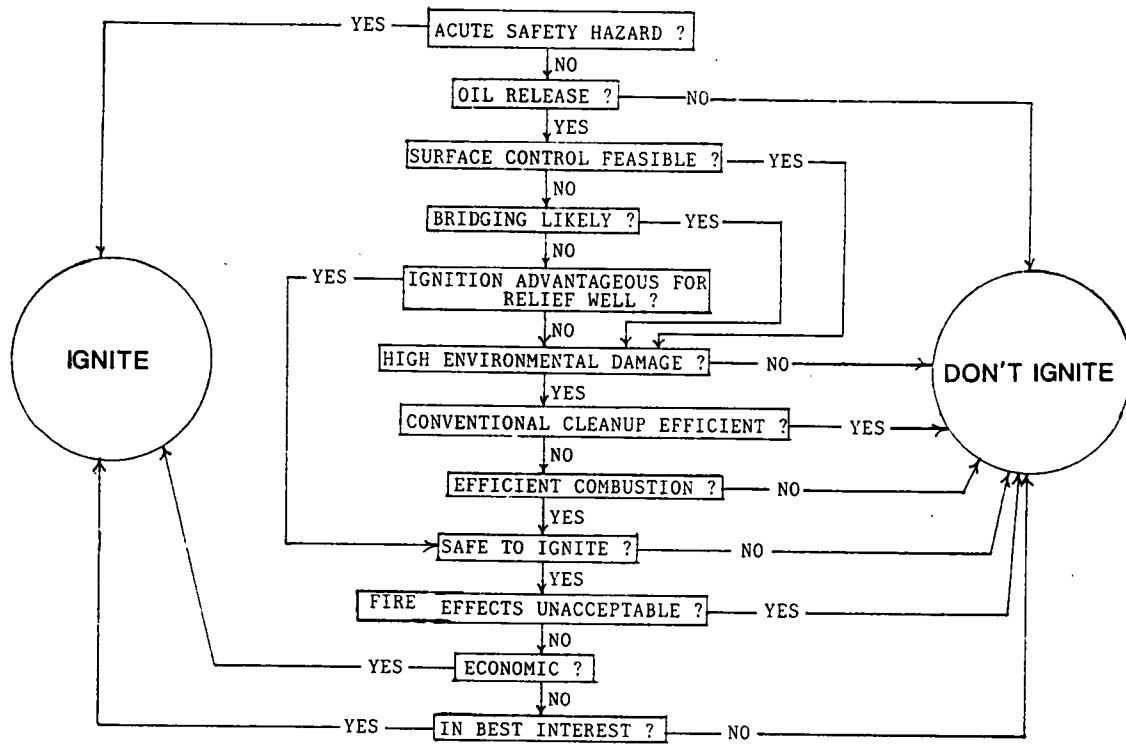 YES
ACUTE SAFETY HAZARD ?
NO
OIL RELEASE ?
NO
YES
SURFACE CONTROL FEASIBLE ?
YES
NO
BRIDGING LIKELY ?
YES
NO
YES
IGNITION ADVANTAGEOUS FOR
RELIEF WELL ?
NO
IGNITE
HIGH ENVIRONMENTAL DAMAGE ?
NO
DON'T IGNITE
YES
CONVENTIONAL CLEANUP EFFICIENT ?
YES
NO
EFFICIENT COMBUSTION ?
NO
YES
SAFE TO IGNITE ?
NO
YES
FIRE EFFECTS UNACCEPTABLE ?
YES
NO
YES
ECONOMIC ?
NO
YES
IN BEST INTEREST ?
NO